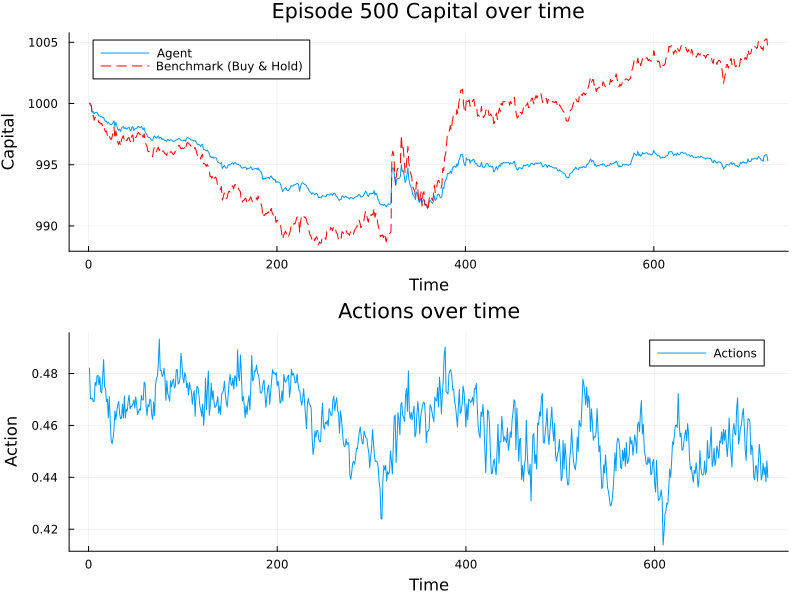 Episode 500 Capital over time
Agent
Benchmark (Buy & Hold)
1005
1000
995
990
Capital
0 200 400 600
Time
Actions over time
Actions
0.48
0.46
0.44
0.42
Action
0 200 400 600
Time